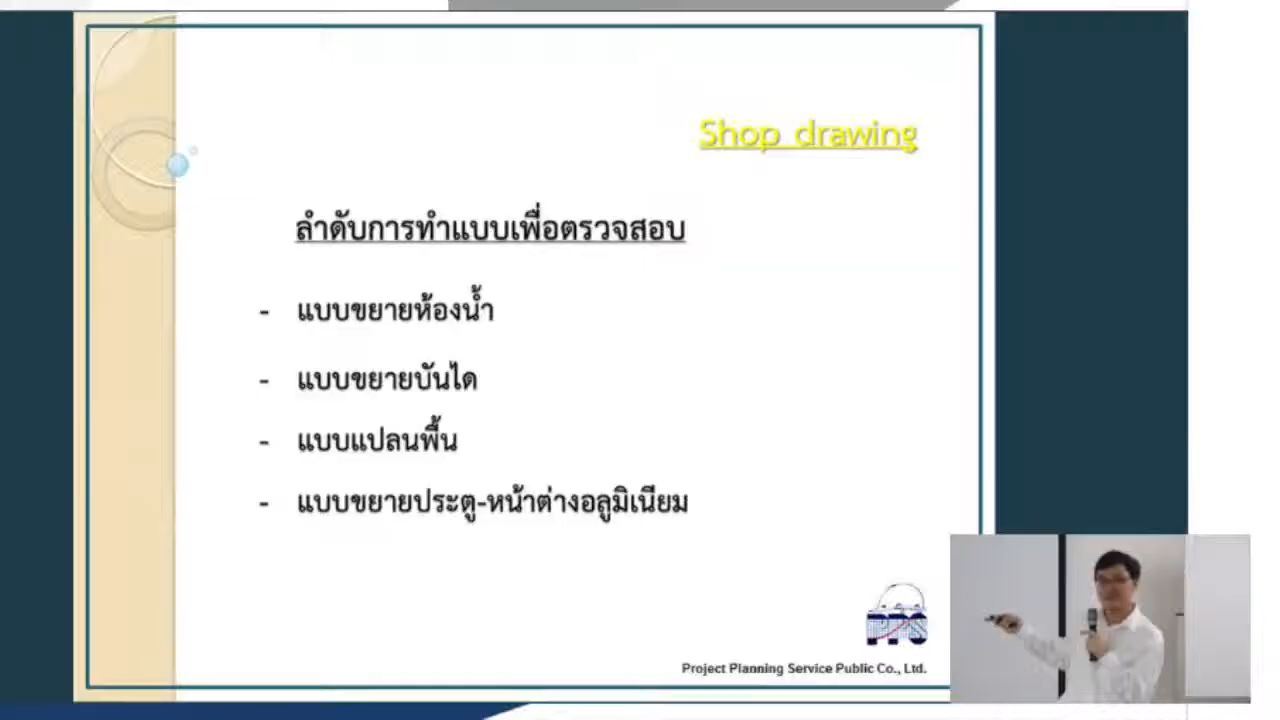 Shop drawing
ลำดับการทำแบบเพื่อตรวจสอบ
- แบบขยายห้องน้ำ
- แบบขยายบันได
- แบบแปลนพื้น
- แบบขยายประตู-หน้าต่างอลูมิเนียม
PPS
Project Planning Service Public Co., Ltd.